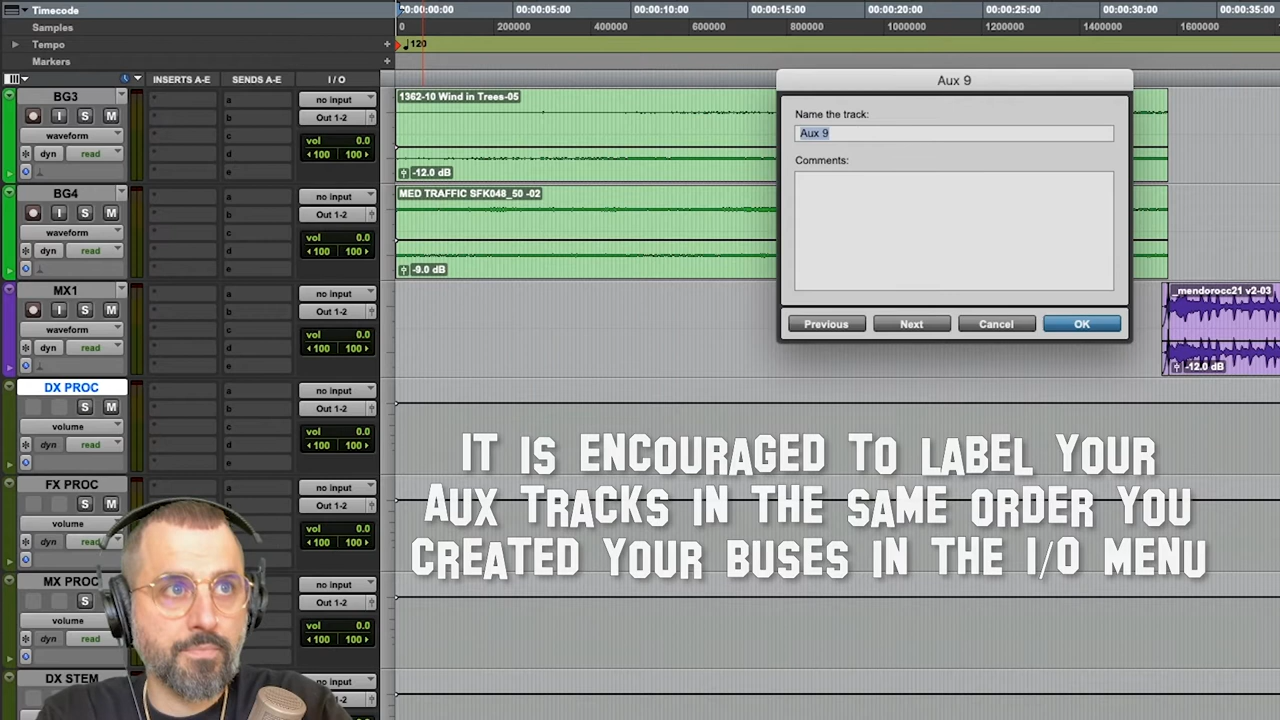 Timecode
Samples
Tempo
Markers
00:00:00:00 00:00:05:00 00:00:10:00 00:00:15:00 00:00:20:00 00:00:25:00 00:00:30:00 00:00:35:00
0 200000 400000 600000 800000 1000000 1200000 1400000 1600000
120
INSERTS A-E SENDS A-E I / O
BG3
I S M
waveform
dyn read
a
b
c
d
e
no input
Out 1-2
vol 0.0
100 100
1362-10 Wind in Trees-05
-12.0 dB
BG4
I S M
waveform
dyn read
a
b
c
d
e
no input
Out 1-2
vol 0.0
100 100
MED TRAFFIC SFK048_50 -02
-9.0 dB
MX1
I S M
waveform
dyn read
a
b
c
d
e
no input
Out 1-2
vol 0.0
100 100
_mendorocc21 v2-03
-12.0 dB
DX PROC
S M
volume
dyn read
a
b
c
d
e
no input
Out 1-2
vol 0.0
100 100
FX PROC
S M
volume
dyn read
a
b
no input
Out 1-2
vol 0.0
100 100
MX PROC
S
volume
dyn read
no input
Out 1-2
vol 0.0
100 100
DX STEM
a
no input
Aux 9
Name the track:
Aux 9
Comments:
Previous Next Cancel OK
IT IS ENCOURAGED TO LABEL YOUR
AUX TRACKS IN THE SAME ORDER YOU
CREATED YOUR BUSES IN THE I/O MENU